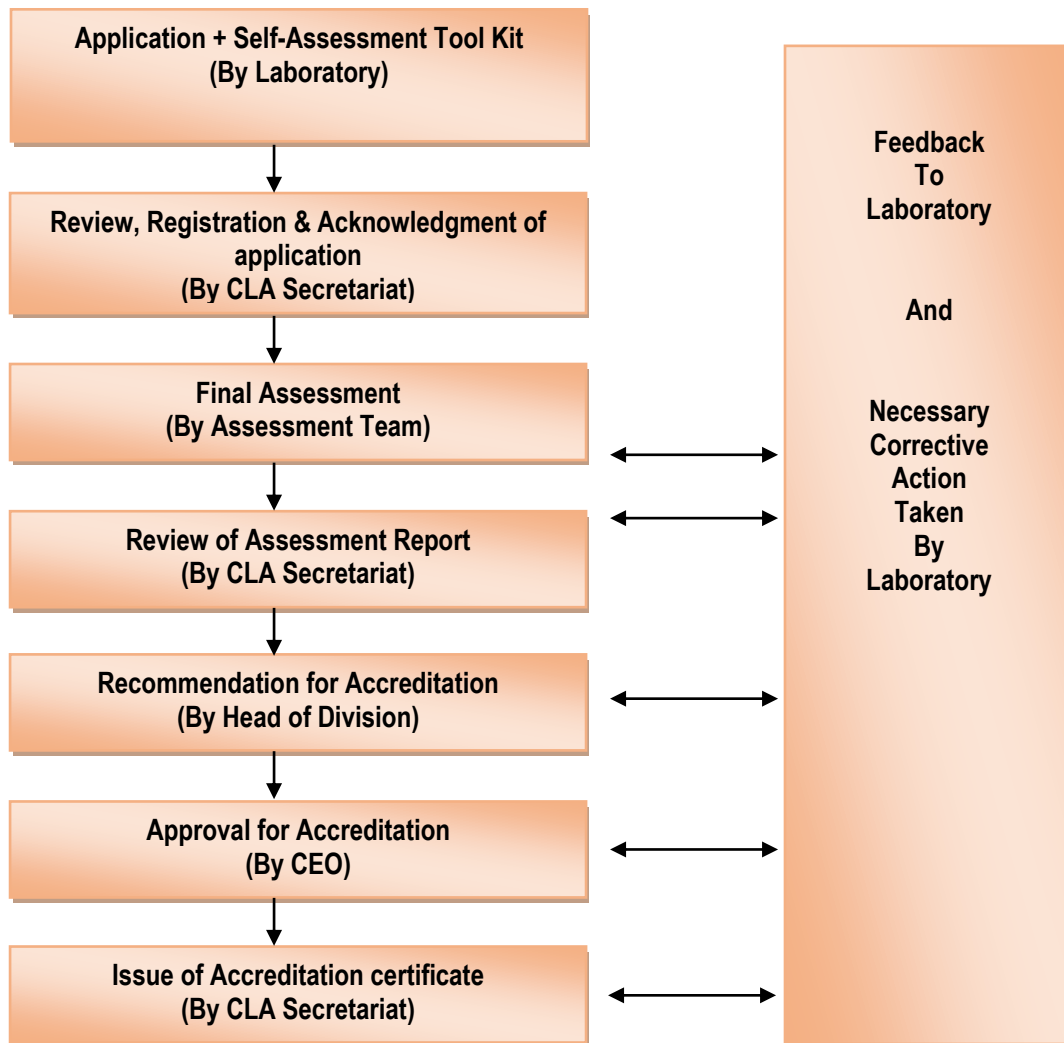 Application + Self-Assessment Tool Kit
(By Laboratory)
Review, Registration & Acknowledgment of
application
(By CLA Secretariat)
Final Assessment
(By Assessment Team)
Review of Assessment Report
(By CLA Secretariat)
Recommendation for Accreditation
(By Head of Division)
Approval for Accreditation
(By CEO)
Issue of Accreditation certificate
(By CLA Secretariat)
Feedback
To
Laboratory
And
Necessary
Corrective
Action
Taken
By
Laboratory